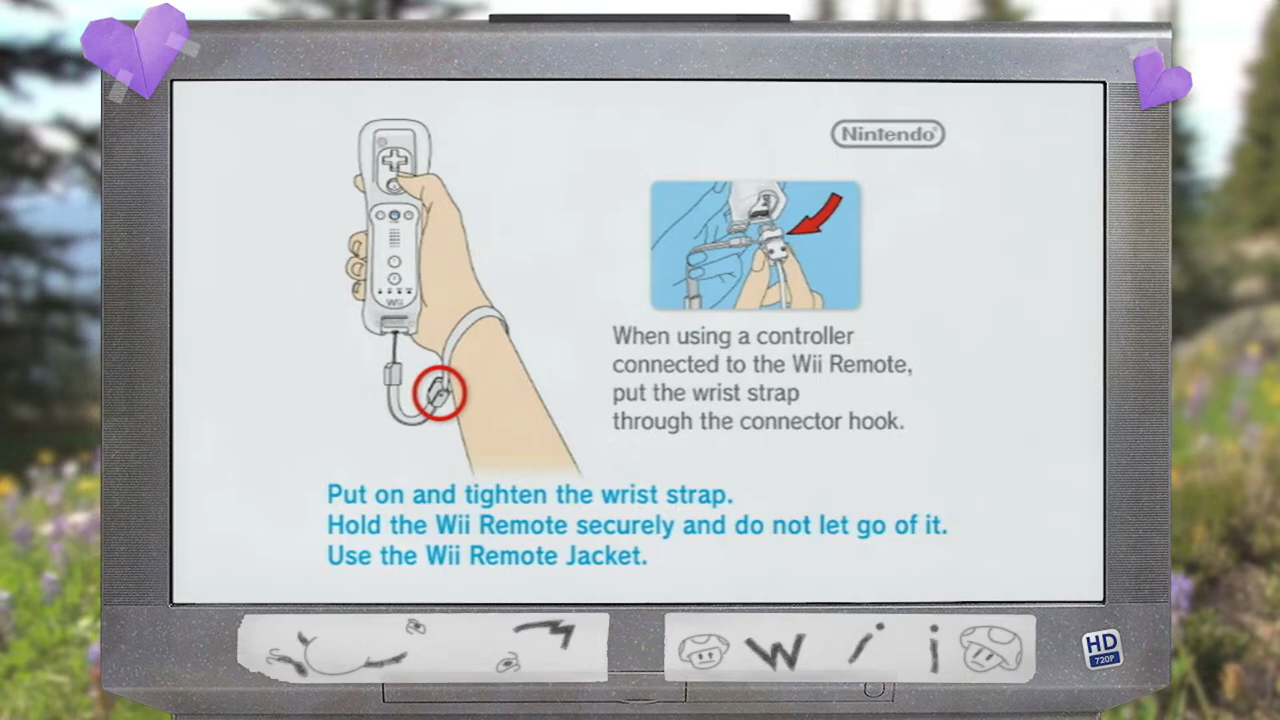 Nintendo®
When using a controller
connected to the Wii Remote,
put the wrist strap
through the connector hook.
Wii
Put on and tighten the wrist strap.
Hold the Wii Remote securely and do not let go of it.
Use the Wii Remote Jacket.
W i i
HD
720P